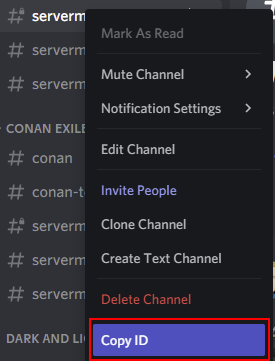 serverm
Mark As Read
serverm
Mute Channel
serverm
Notification Settings
CONAN EXILE
Edit Channel
conan
Invite People
conan-t
Clone Channel
serverm
serverm
Create Text Channel
serverm
Delete Channel
DARK AND LI
Copy ID